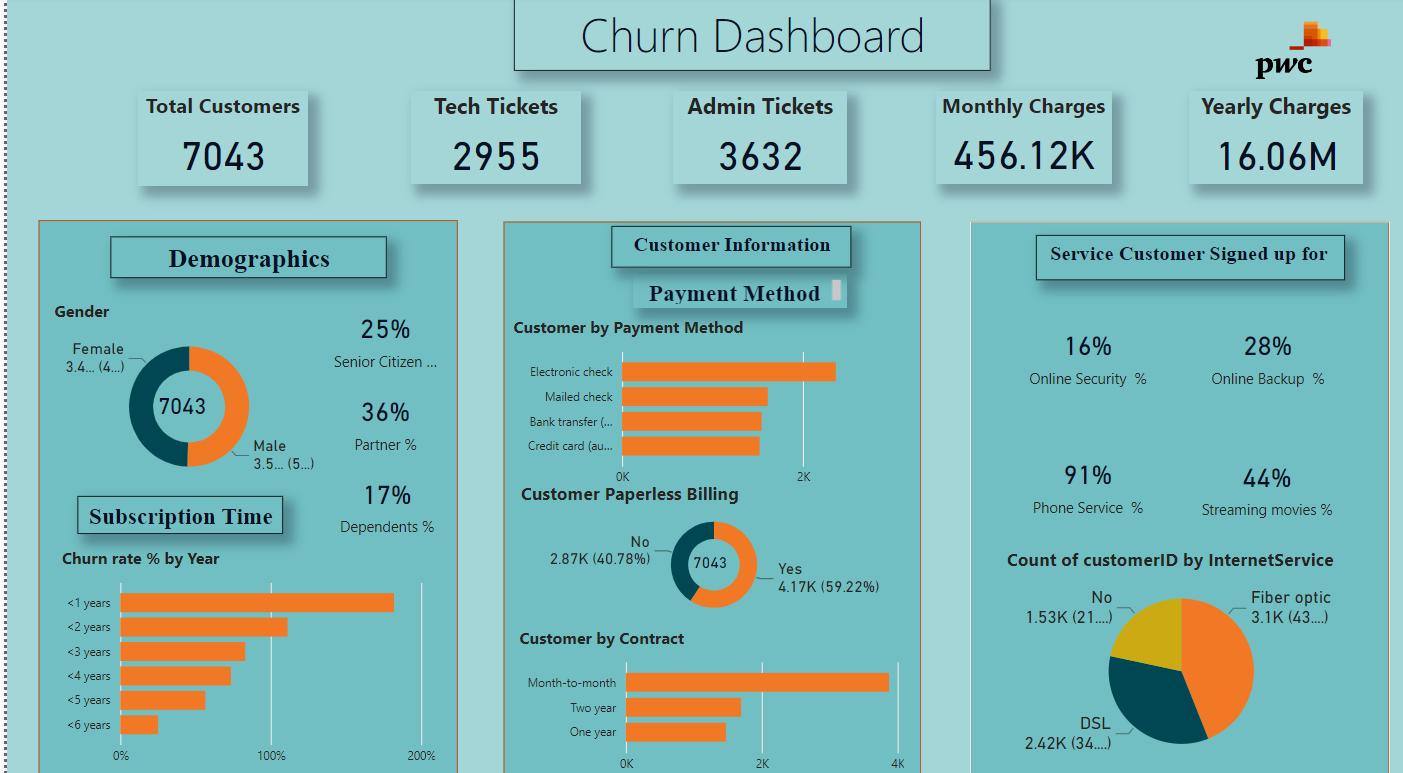 Churn Dashboard
pwc
Total Customers
7043
Tech Tickets
2955
Admin Tickets
3632
Monthly Charges
456.12K
Yearly Charges
16.06M
Demographics
Gender
Female
3.4... (4...)
7043
Male
3.5... (5...)
25%
Senior Citizen ...
36%
Partner %
17%
Dependents %
Subscription Time
Churn rate % by Year
<1 years
<2 years
<3 years
<4 years
<5 years
<6 years
0%
100%
200%
Customer Information
Payment Method
Customer by Payment Method
Electronic check
Mailed check
Bank transfer (...
Credit card (au...
0K
2K
Customer Paperless Billing
No
2.87K (40.78%)
7043
Yes
4.17K (59.22%)
Customer by Contract
Month-to-month
Two year
One year
0K
2K
4K
Service Customer Signed up for
16%
Online Security %
28%
Online Backup %
91%
Phone Service %
44%
Streaming movies %
Count of customerID by InternetService
No
1.53K (21....)
Fiber optic
3.1K (43....)
DSL
2.42K (34....)